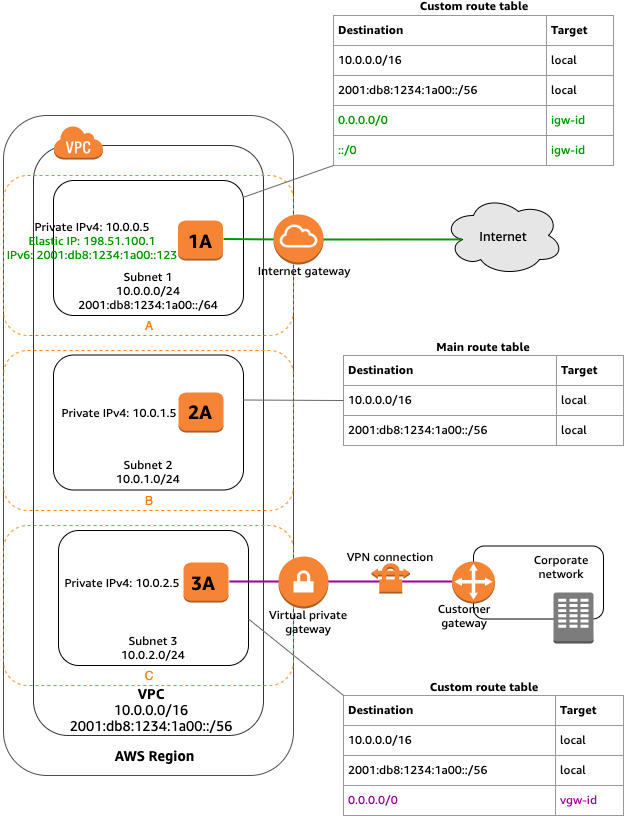 Custom route table
Destination Target
10.0.0.0/16 local
2001:db8:1234:1a00::/56 local
0.0.0.0/0 igw-id
::/0 igw-id
VPC
Private IPv4: 10.0.0.5
Elastic IP: 198.51.100.1
IPv6: 2001:db8:1234:1a00::123
1A
Internet gateway
Internet
Subnet 1
10.0.0.0/24
2001:db8:1234:1a00::/64
A
Main route table
Destination Target
10.0.0.0/16 local
2001:db8:1234:1a00::/56 local
Private IPv4: 10.0.1.5
2A
Subnet 2
10.0.1.0/24
B
Private IPv4: 10.0.2.5
3A
Virtual private
gateway
VPN connection
Customer
gateway
Corporate
network
Subnet 3
10.0.2.0/24
C
VPC
10.0.0.0/16
2001:db8:1234:1a00::/56
AWS Region
Custom route table
Destination Target
10.0.0.0/16 local
2001:db8:1234:1a00::/56 local
0.0.0.0/0 vgw-id